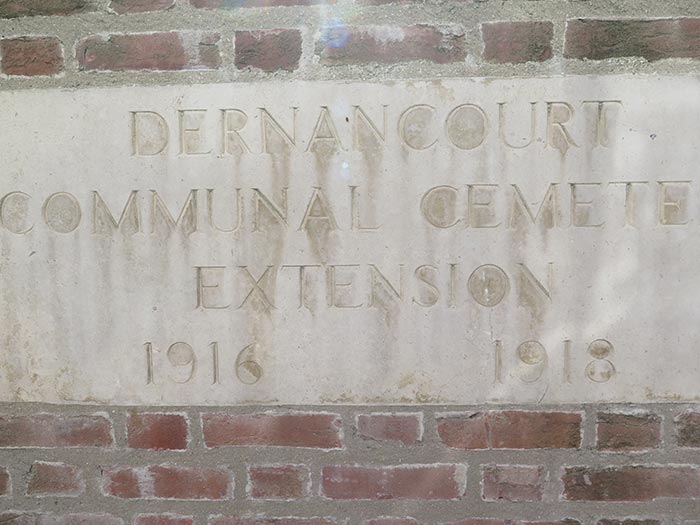 DERNANCOURT
COMMUNAL CEMETE
EXTENSION
1916 1918